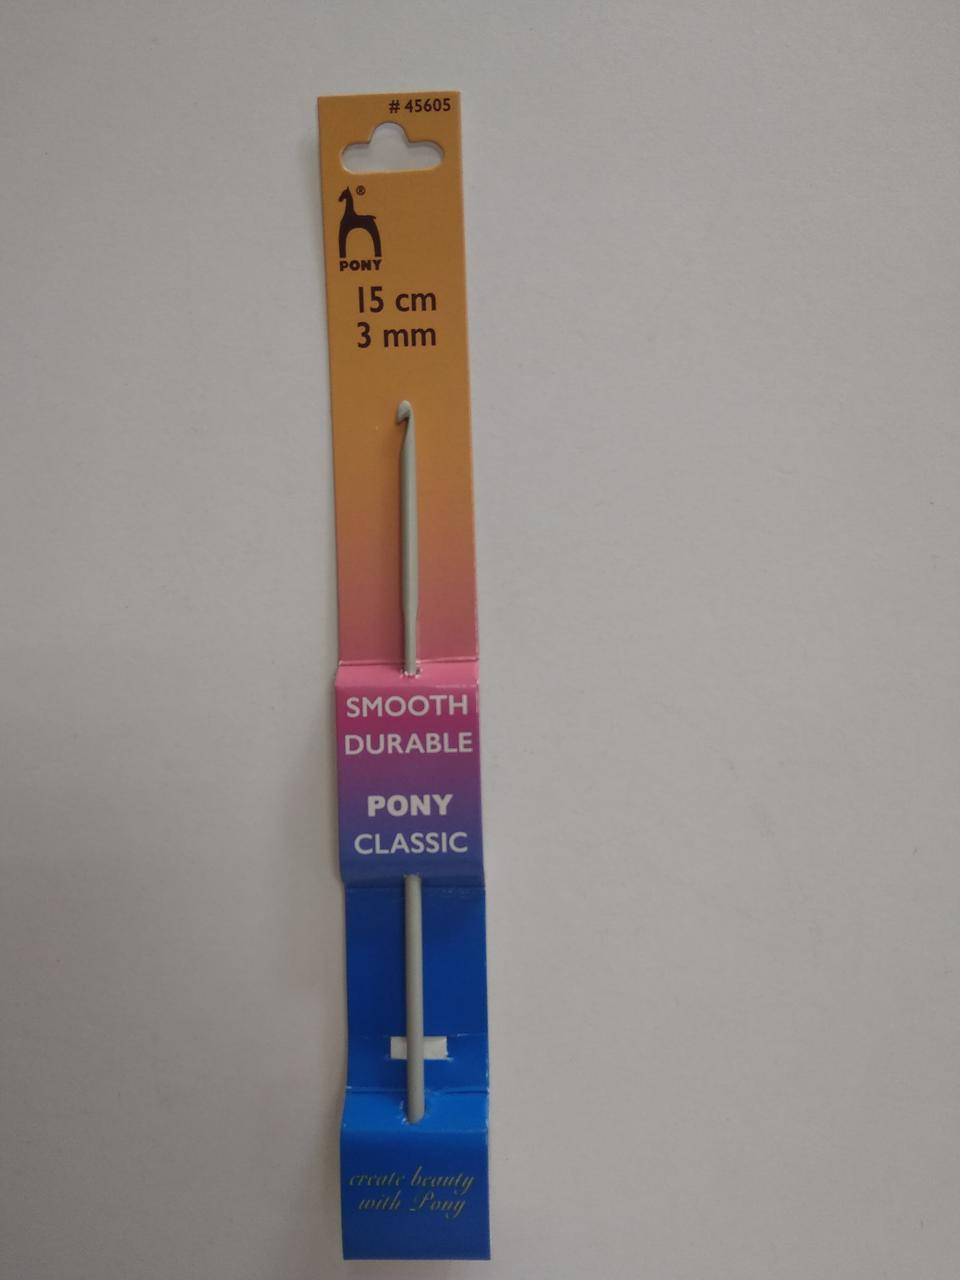 # 45605
®
PONY
15 cm
3 mm
SMOOTH
DURABLE
PONY
CLASSIC
create beauty
with Pony